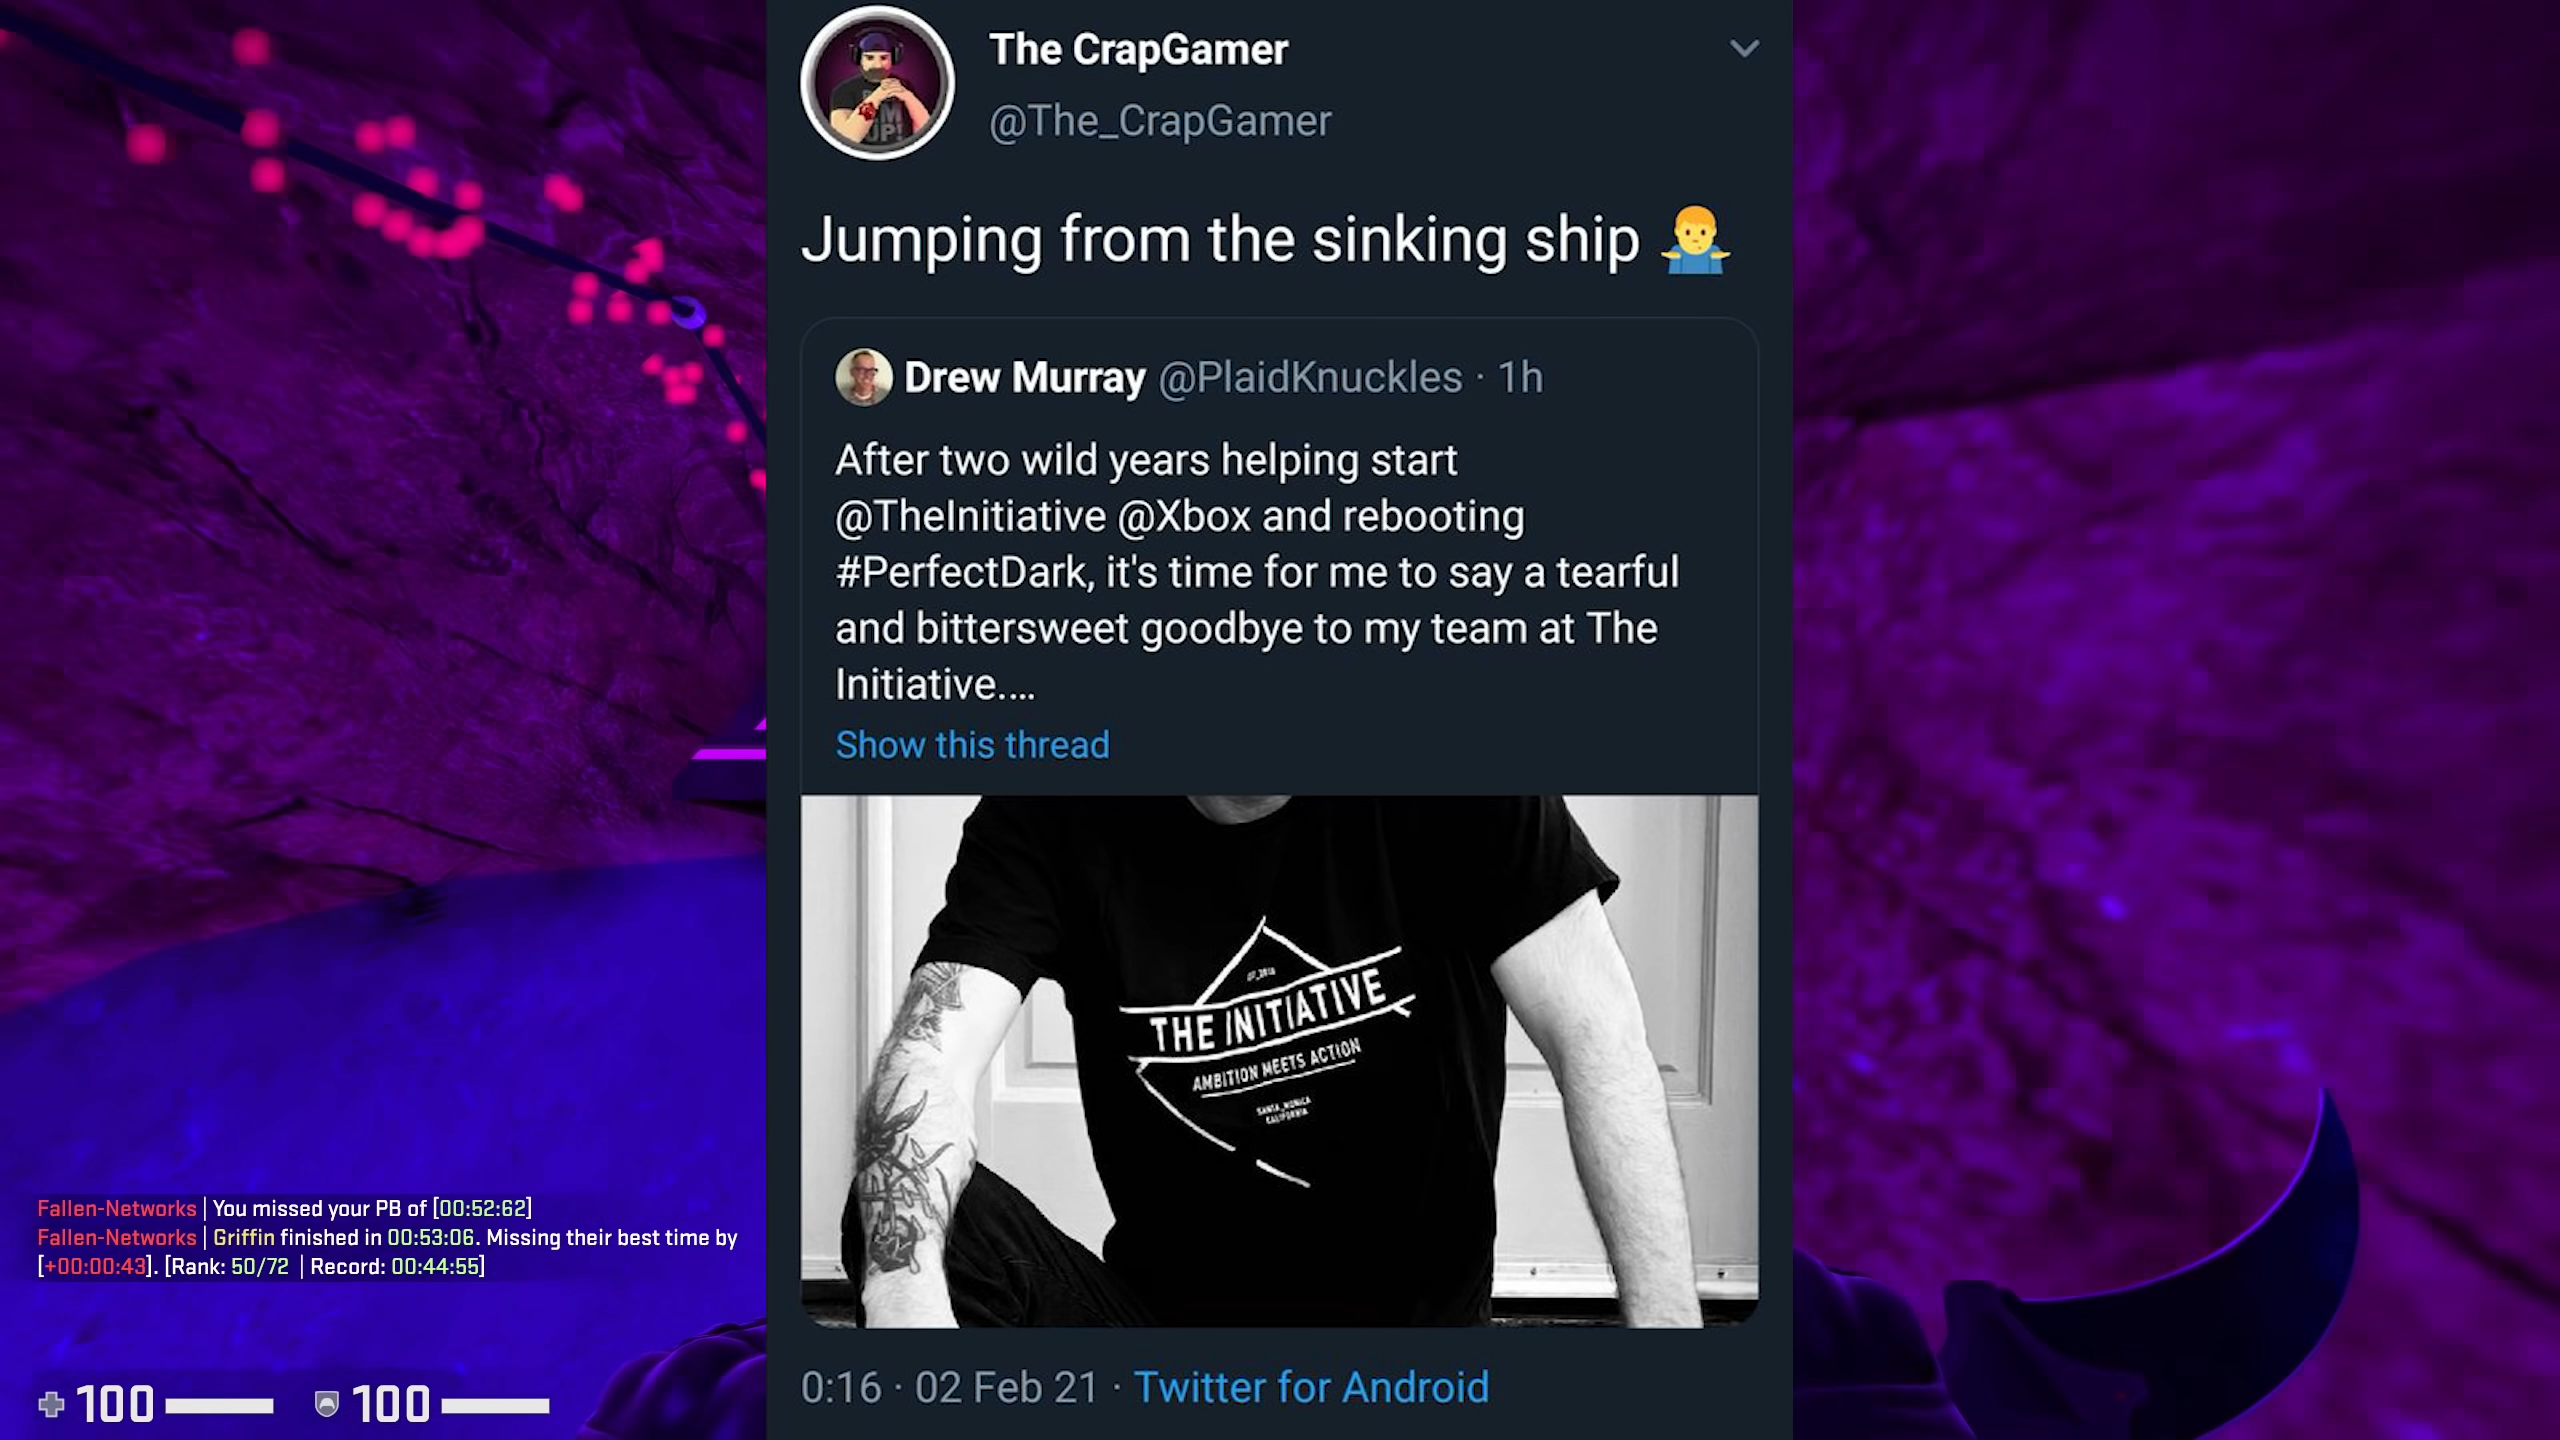 The CrapGamer
@The_CrapGamer
Jumping from the sinking ship 🤷‍♂️
Drew Murray @PlaidKnuckles · 1h
After two wild years helping start
@TheInitiative @Xbox and rebooting
#PerfectDark, it's time for me to say a tearful
and bittersweet goodbye to my team at The
Initiative....
Show this thread
THE INITIATIVE
AMBITION MEETS ACTION
SANTA_MONICA
CALIFORNIA
0:16 · 02 Feb 21 · Twitter for Android
Fallen-Networks | You missed your PB of [00:52:62]
Fallen-Networks | Griffin finished in 00:53:06. Missing their best time by
[+00:00:43]. [Rank: 50/72 | Record: 00:44:55]
100 100